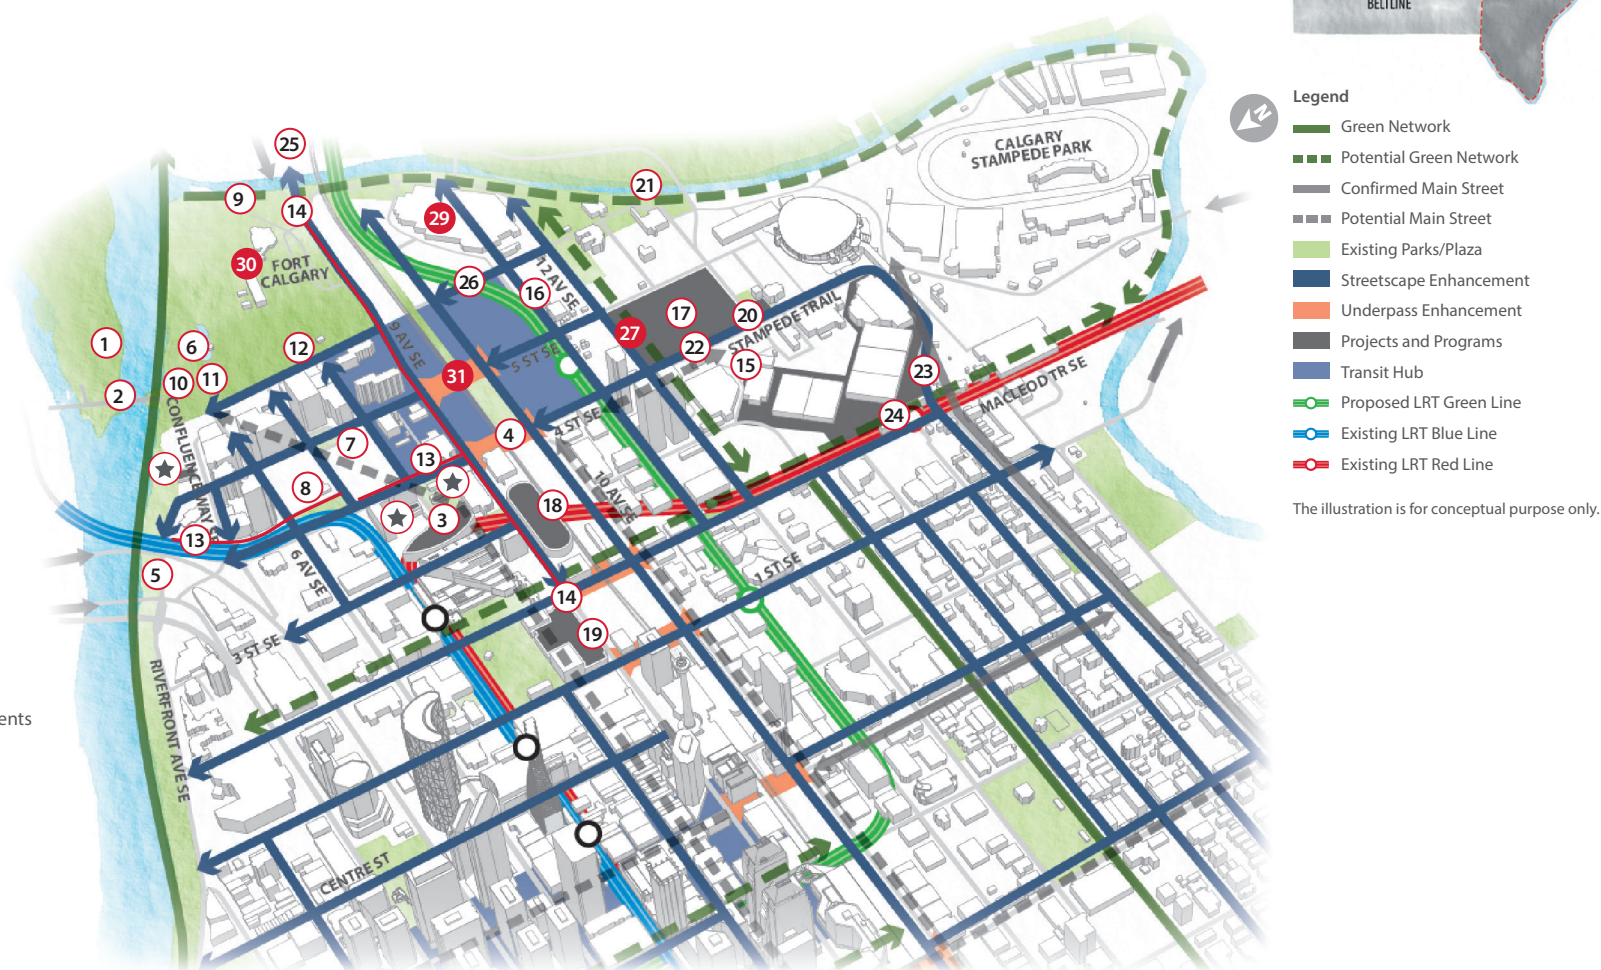 BELTLINE
N
Legend
Green Network
Potential Green Network
Confirmed Main Street
Potential Main Street
Existing Parks/Plaza
Streetscape Enhancement
Underpass Enhancement
Projects and Programs
Transit Hub
Proposed LRT Green Line
Existing LRT Blue Line
Existing LRT Red Line
The illustration is for conceptual purpose only.
25
CALGARY
STAMPEDE PARK
21
9
14
29
30
FORT
CALGARY
26
16
12 AV SE
17
20
STAMPEDE TRAIL
27
22
15
1
6
12
9 AV SE
5 ST SE
10
11
31
2
23
MACLEOD TR SE
CONFLUENCE WAY SE
24
4 ST SE
4
7
13
8
10 AV SE
18
3
13
5
6 AV SE
1 ST SE
14
19
3 ST SE
RIVERFRONT AVE SE
ents
CENTRE ST